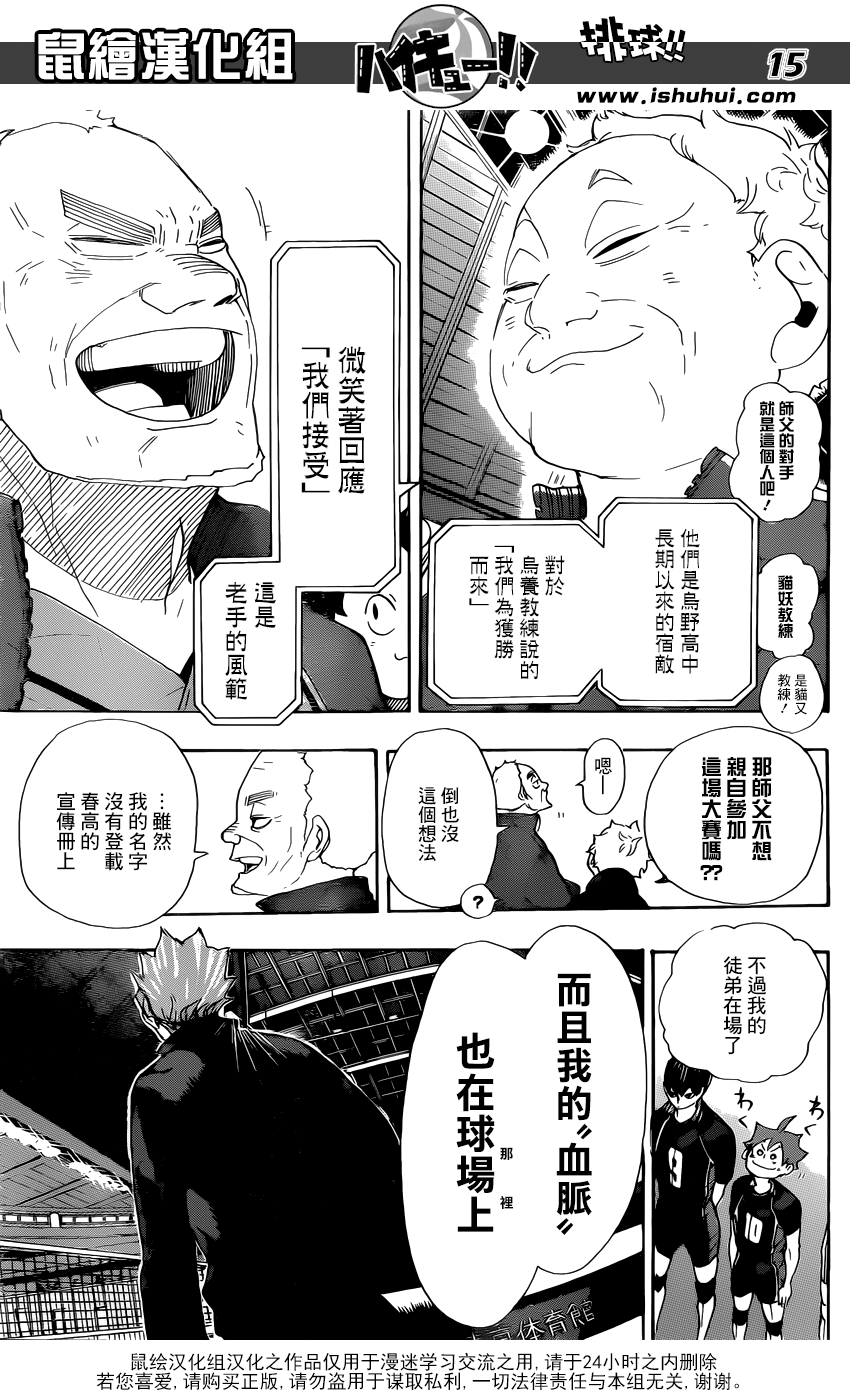 鼠繪漢化組
ハイキュー!!
排球!!
15
www.ishuhui.com
師父的對手
就是這個人吧!
貓妖教練
是貓又
教練!
他們是烏野高中
長期以來的宿敵
對於
烏養教練說的
「我們為獲勝
而來」
微笑著回應
「我們接受」
這是
老手的風範
那師父不想
親自參加
這場大賽嗎??
嗯—
倒也沒
這個想法
?
…雖然
我的名字
沒有登載
春高的
宣傳冊上
不過我的
徒弟在場了
わくわく
9
10
而且我的〝血脈〞
也在球場上
那裡
体育館
鼠绘汉化组汉化之作品仅用于漫迷学习交流之用, 请于24小时之内删除
若您喜爱, 请购买正版, 请勿盗用于谋取私利, 一切法律责任与本组无关, 谢谢。